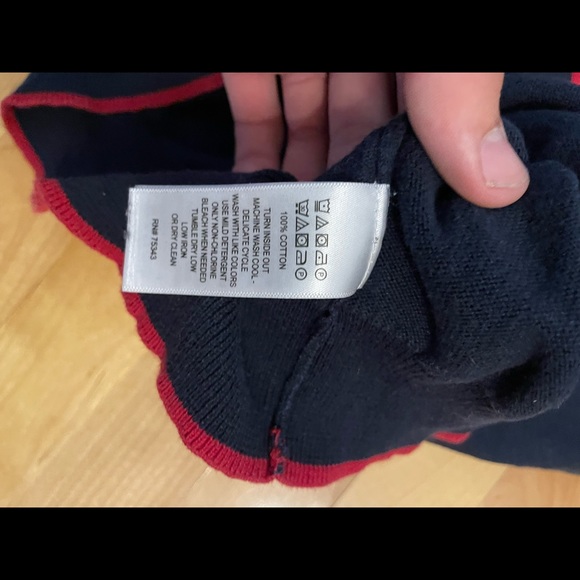 100% COTTON
TURN INSIDE OUT
MACHINE WASH COOL-
DELICATE CYCLE
WASH WITH LIKE COLORS
USE MILD DETERGENT
ONLY NON-CHLORINE
BLEACH WHEN NEEDED
TUMBLE DRY LOW
LOW IRON
OR DRY CLEAN
RN# 75343